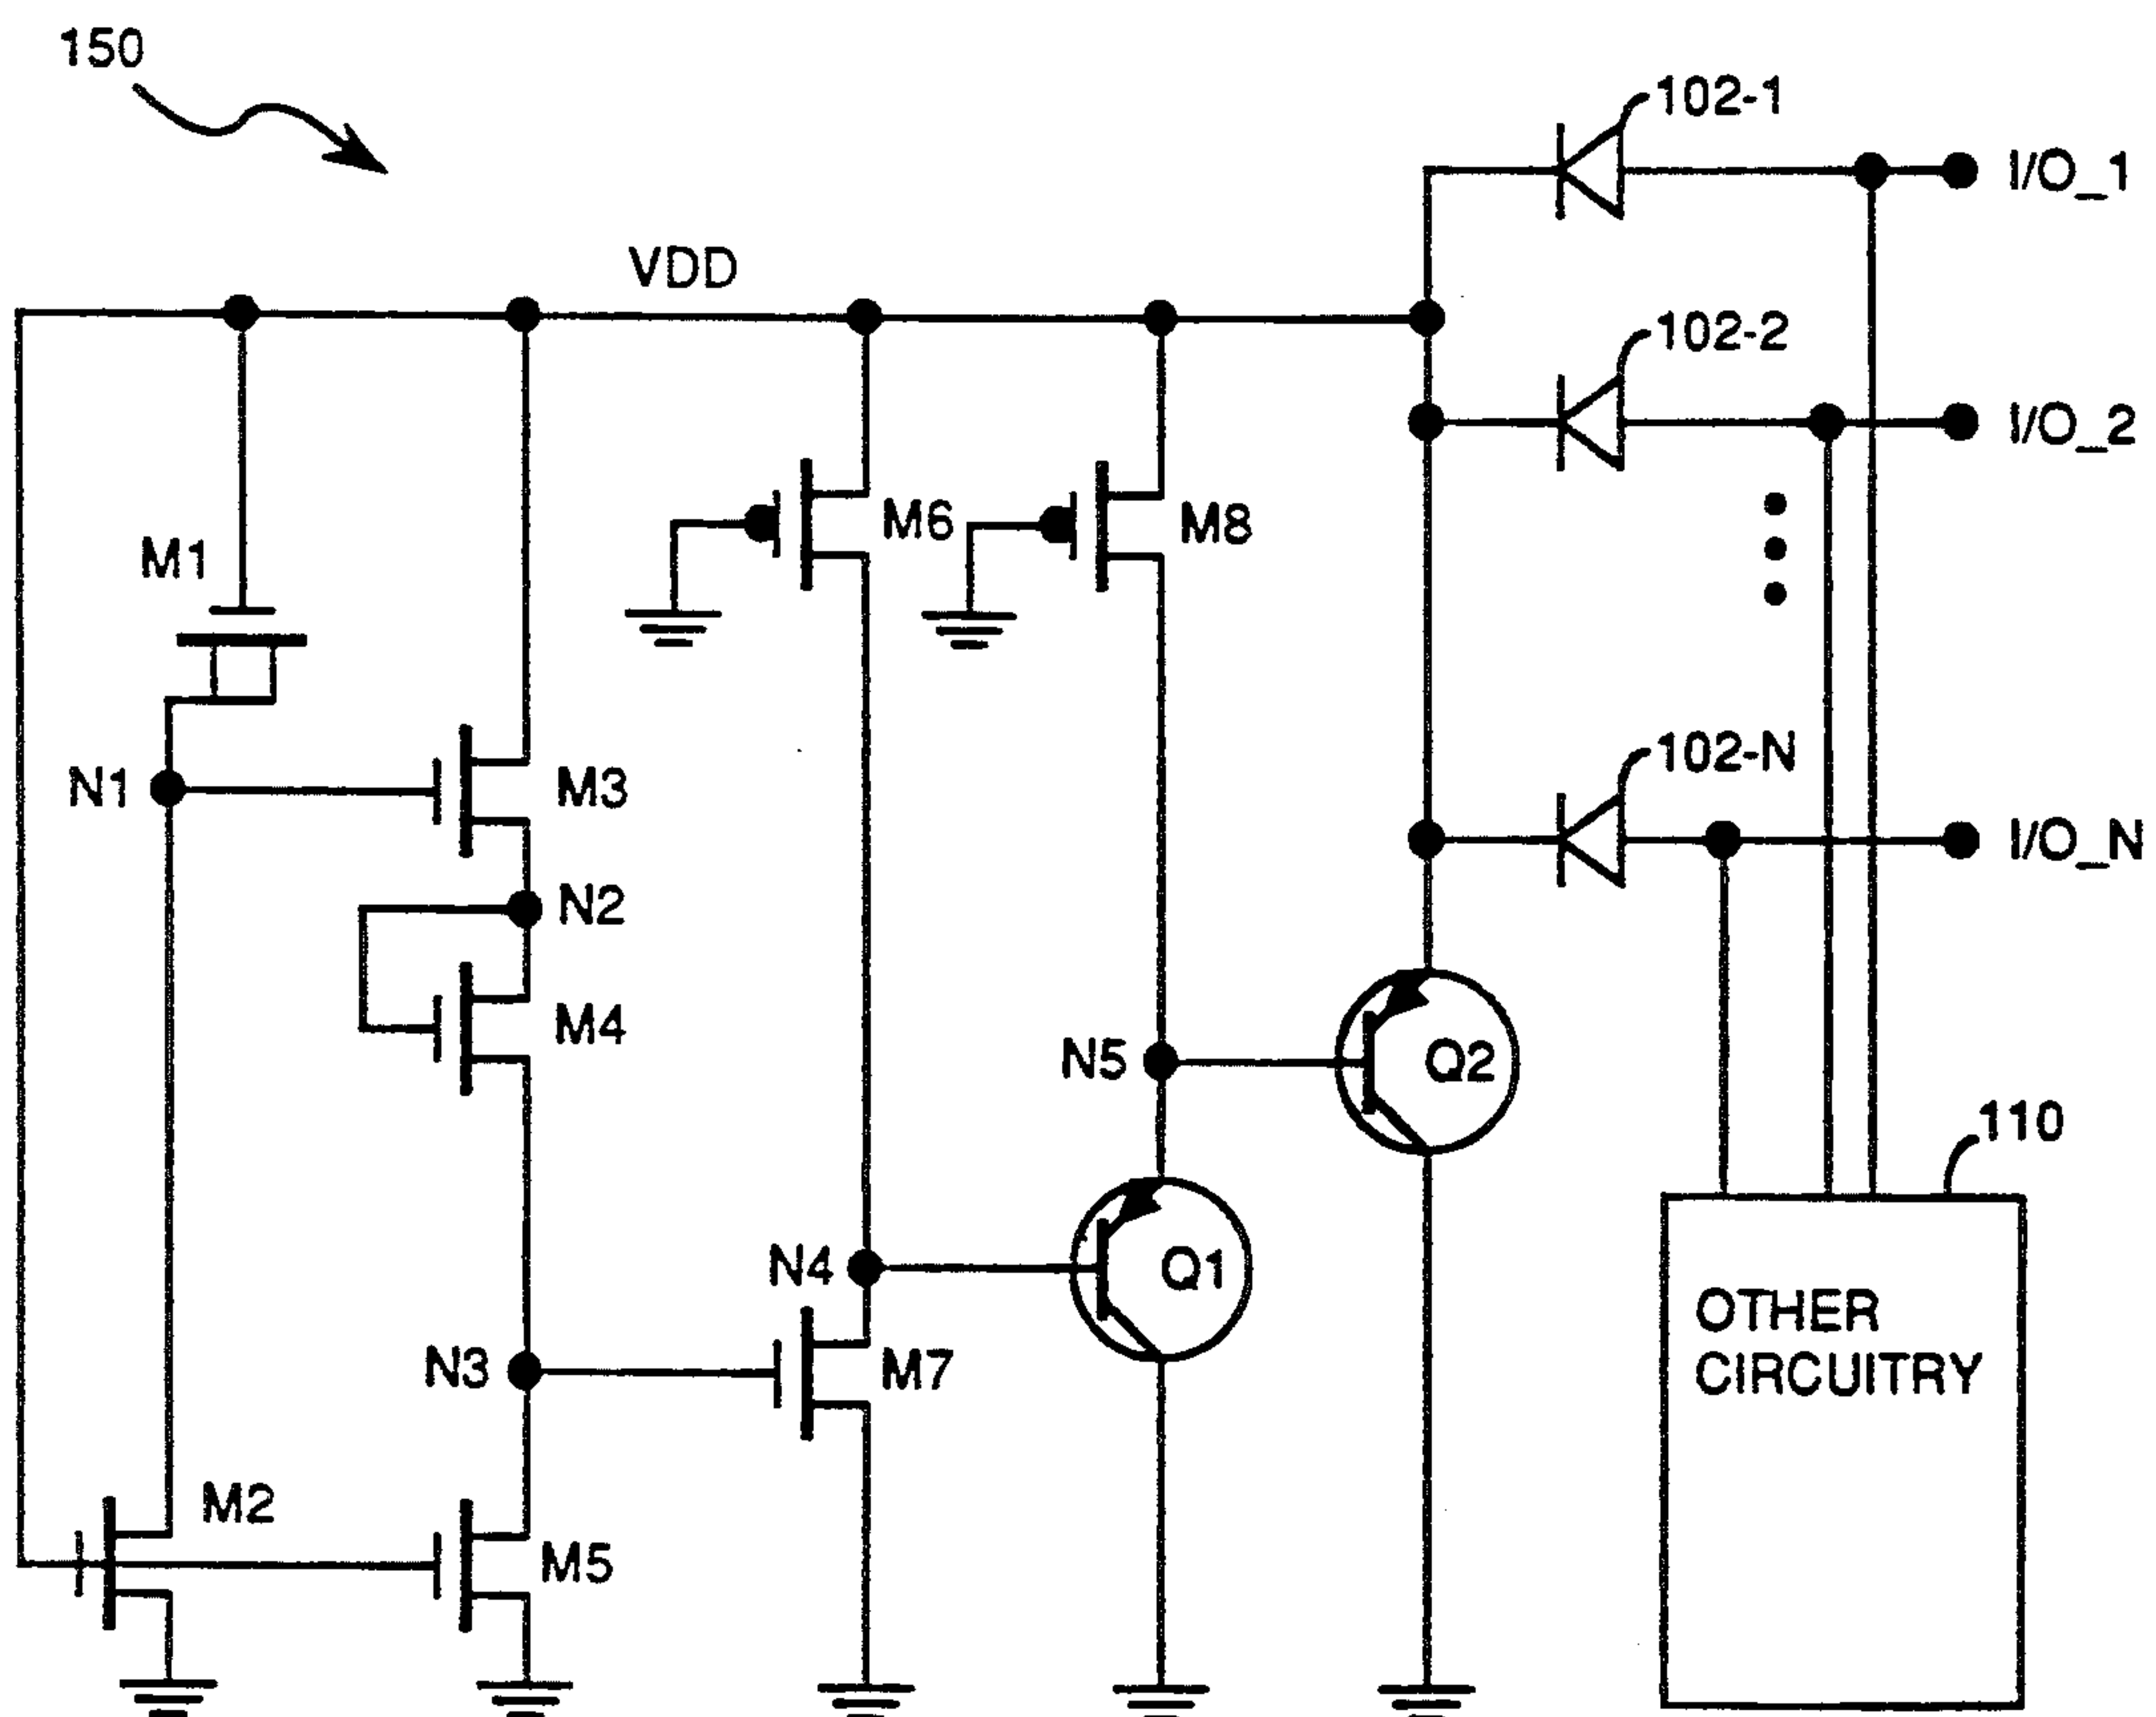 150
102-1
I/O_1
VDD
102-2
I/O_2
M6
M8
M1
102-N
N1
M3
I/O_N
N2
M4
N5
Q2
110
N4
Q1
OTHER
CIRCUITRY
N3
M7
M2
M5